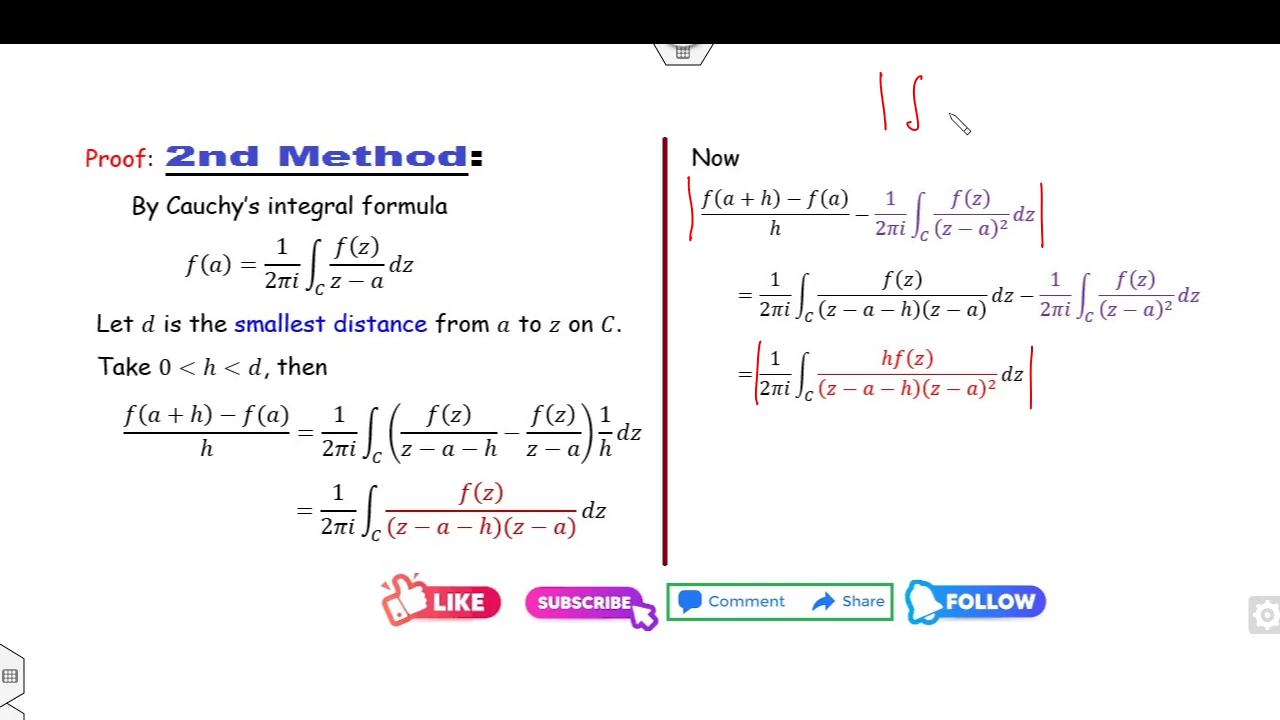 Proof: 2nd Method:
By Cauchy's integral formula
f(a) = 1/2πi ∫_C f(z)/(z − a) dz
Let d is the smallest distance from a to z on C.
Take 0 < h < d, then
(f(a + h) − f(a))/h = 1/2πi ∫_C (f(z)/(z − a − h) − f(z)/(z − a)) 1/h dz
= 1/2πi ∫_C f(z)/((z − a − h)(z − a)) dz
| ∫
Now
|(f(a + h) − f(a))/h − 1/2πi ∫_C f(z)/(z − a)² dz|
= 1/2πi ∫_C f(z)/((z − a − h)(z − a)) dz − 1/2πi ∫_C f(z)/(z − a)² dz
= |1/2πi ∫_C hf(z)/((z − a − h)(z − a)²) dz|
LIKE SUBSCRIBE Comment Share FOLLOW